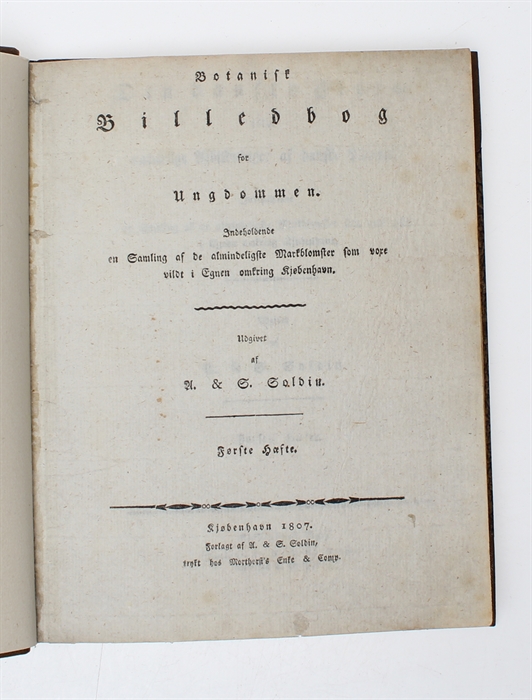 Botanisk
Billedbog
for
Ungdommen.
Indeholdende
en Samling af de almindeligste Markblomster som voxe
vildt i Egnen omkring Kjøbenhavn.
Udgivet
af
A. & S. Soldin.
Første Hæfte.
Kjøbenhavn 1807.
Forlagt af A. & S. Soldin,
trykt hos Morthorst's Enke & Comp.